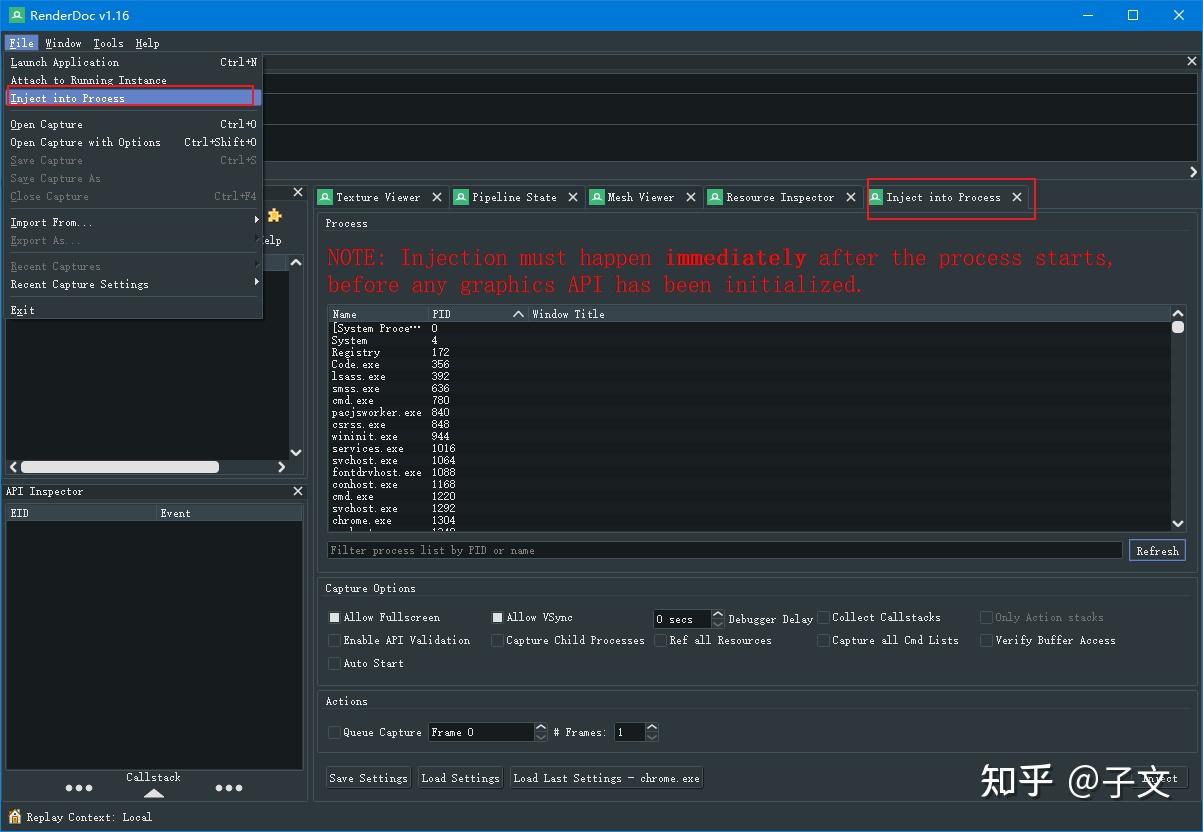 RenderDoc v1.16
File Window Tools Help
Launch Application Ctrl+N
Attach to Running Instance
Inject into Process
Open Capture Ctrl+O
Open Capture with Options Ctrl+Shift+O
Save Capture Ctrl+S
Save Capture As
Close Capture Ctrl+F4
Import From...
Export As...
Recent Captures
Recent Capture Settings
Exit
Texture Viewer Pipeline State Mesh Viewer Resource Inspector Inject into Process
Process
NOTE: Injection must happen immediately after the process starts,
before any graphics API has been initialized.
Name PID Window Title
[System Proce… 0
System 4
Registry 172
Code.exe 356
lsass.exe 392
smss.exe 636
cmd.exe 780
pacjsworker.exe 840
csrss.exe 848
wininit.exe 944
services.exe 1016
svchost.exe 1064
fontdrvhost.exe 1088
conhost.exe 1168
cmd.exe 1220
svchost.exe 1292
chrome.exe 1304
Filter process list by PID or name Refresh
API Inspector
EID Event
Callstack
Capture Options
Allow Fullscreen Allow VSync 0 secs Debugger Delay Collect Callstacks Only Action stacks
Enable API Validation Capture Child Processes Ref all Resources Capture all Cmd Lists Verify Buffer Access
Auto Start
Actions
Queue Capture Frame 0 # Frames: 1
Save Settings Load Settings Load Last Settings - chrome.exe Inject
知乎 @子文
Replay Context: Local